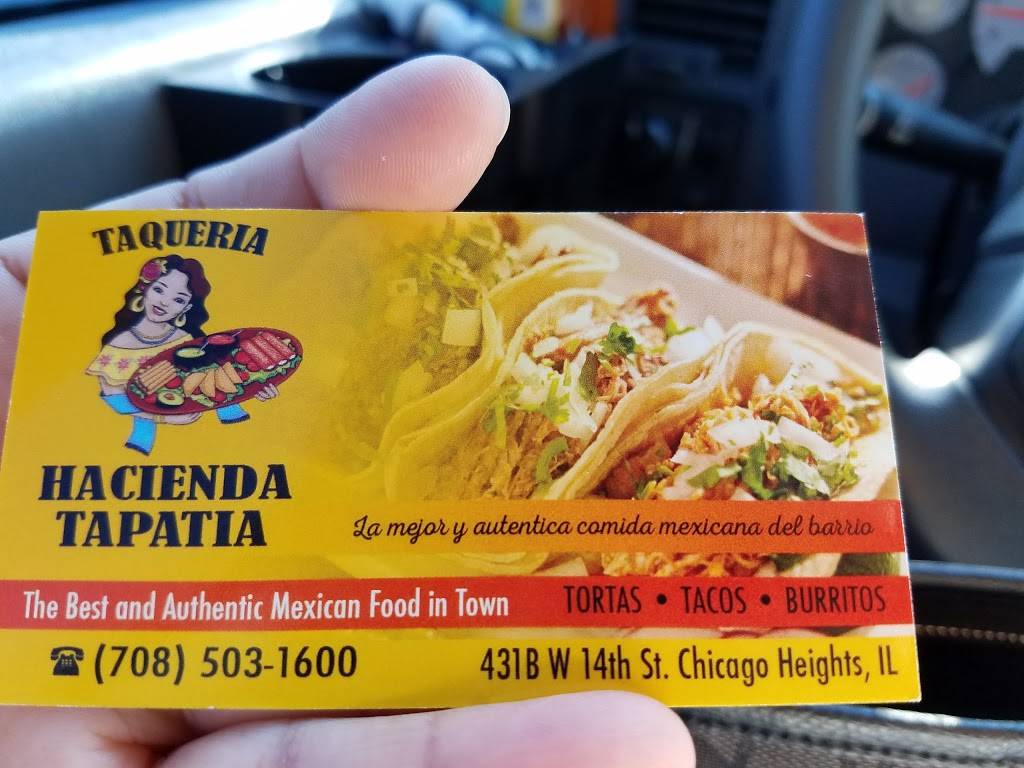 TAQUERIA
HACIENDA
TAPATIA
La mejor y autentica comida mexicana del barrio
The Best and Authentic Mexican Food in Town
TORTAS • TACOS • BURRITOS
☎ (708) 503-1600
431B W 14th St. Chicago Heights, IL